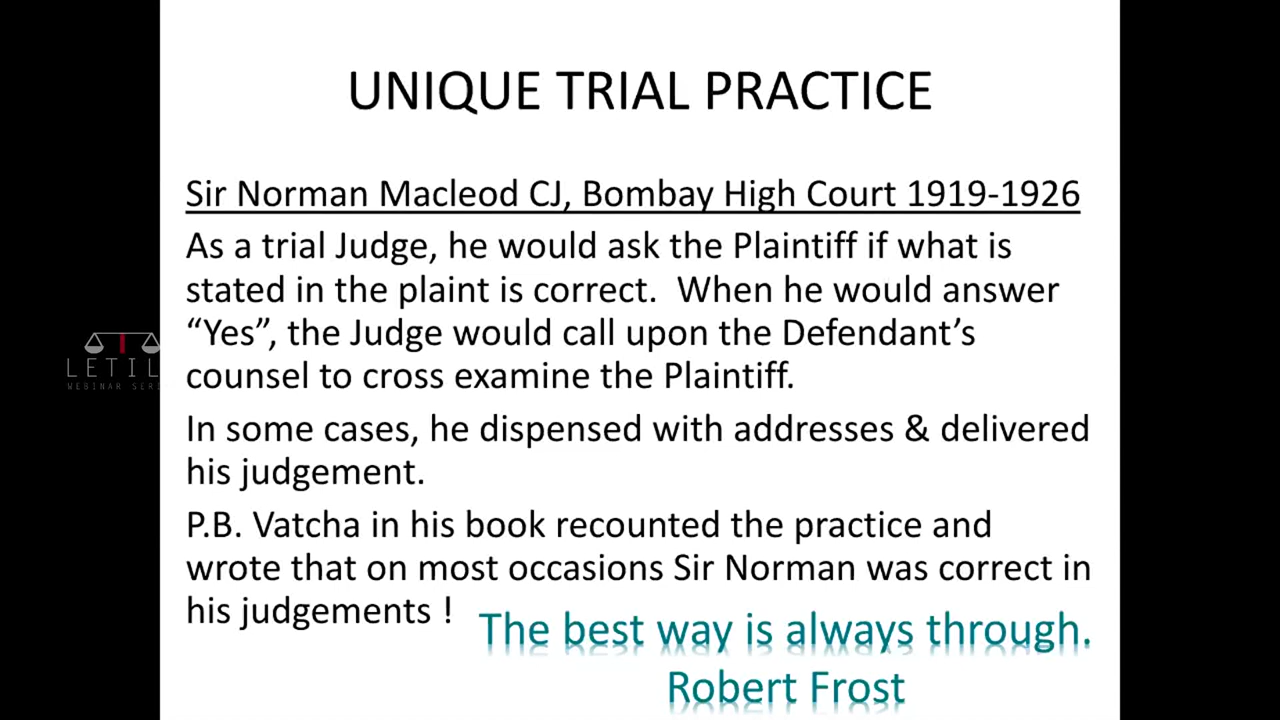 UNIQUE TRIAL PRACTICE
Sir Norman Macleod CJ, Bombay High Court 1919-1926
As a trial Judge, he would ask the Plaintiff if what is
stated in the plaint is correct.  When he would answer
“Yes”, the Judge would call upon the Defendant’s
counsel to cross examine the Plaintiff.
In some cases, he dispensed with addresses & delivered
his judgement.
P.B. Vatcha in his book recounted the practice and
wrote that on most occasions Sir Norman was correct in
his judgements !
The best way is always through.
Robert Frost
LETIL
WEBINAR SERI